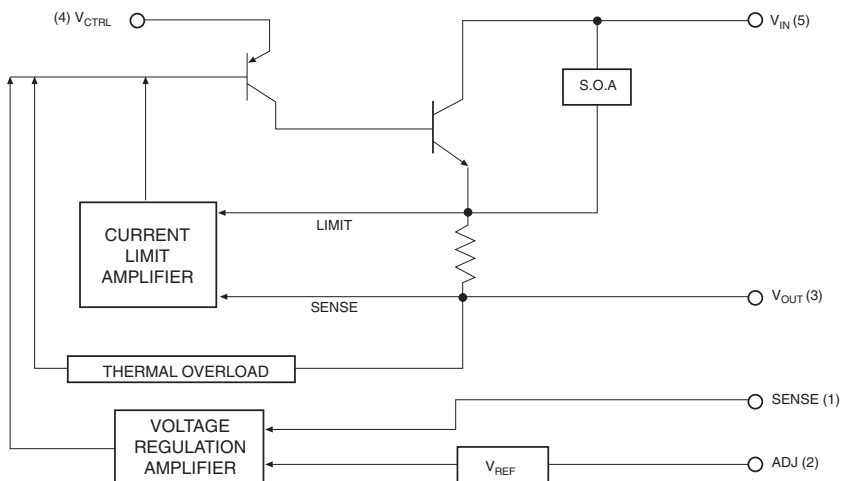 (4) VCTRL
VIN (5)
S.O.A
LIMIT
CURRENT
LIMIT
AMPLIFIER
SENSE
VOUT (3)
THERMAL OVERLOAD
SENSE (1)
VOLTAGE
REGULATION
AMPLIFIER
VREF
ADJ (2)